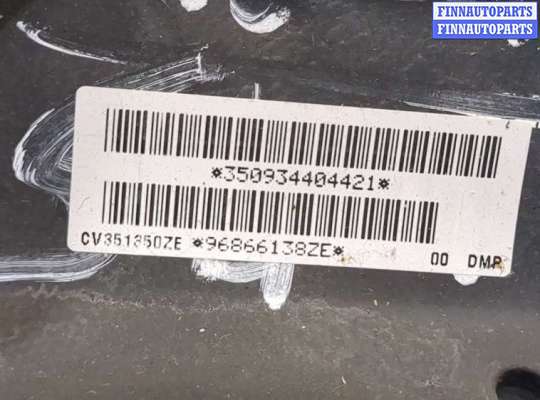 FINNAUTOPARTS
FINNAUTOPARTS
*350934404421*
CV351350ZE *96866138ZE* 00 DMP